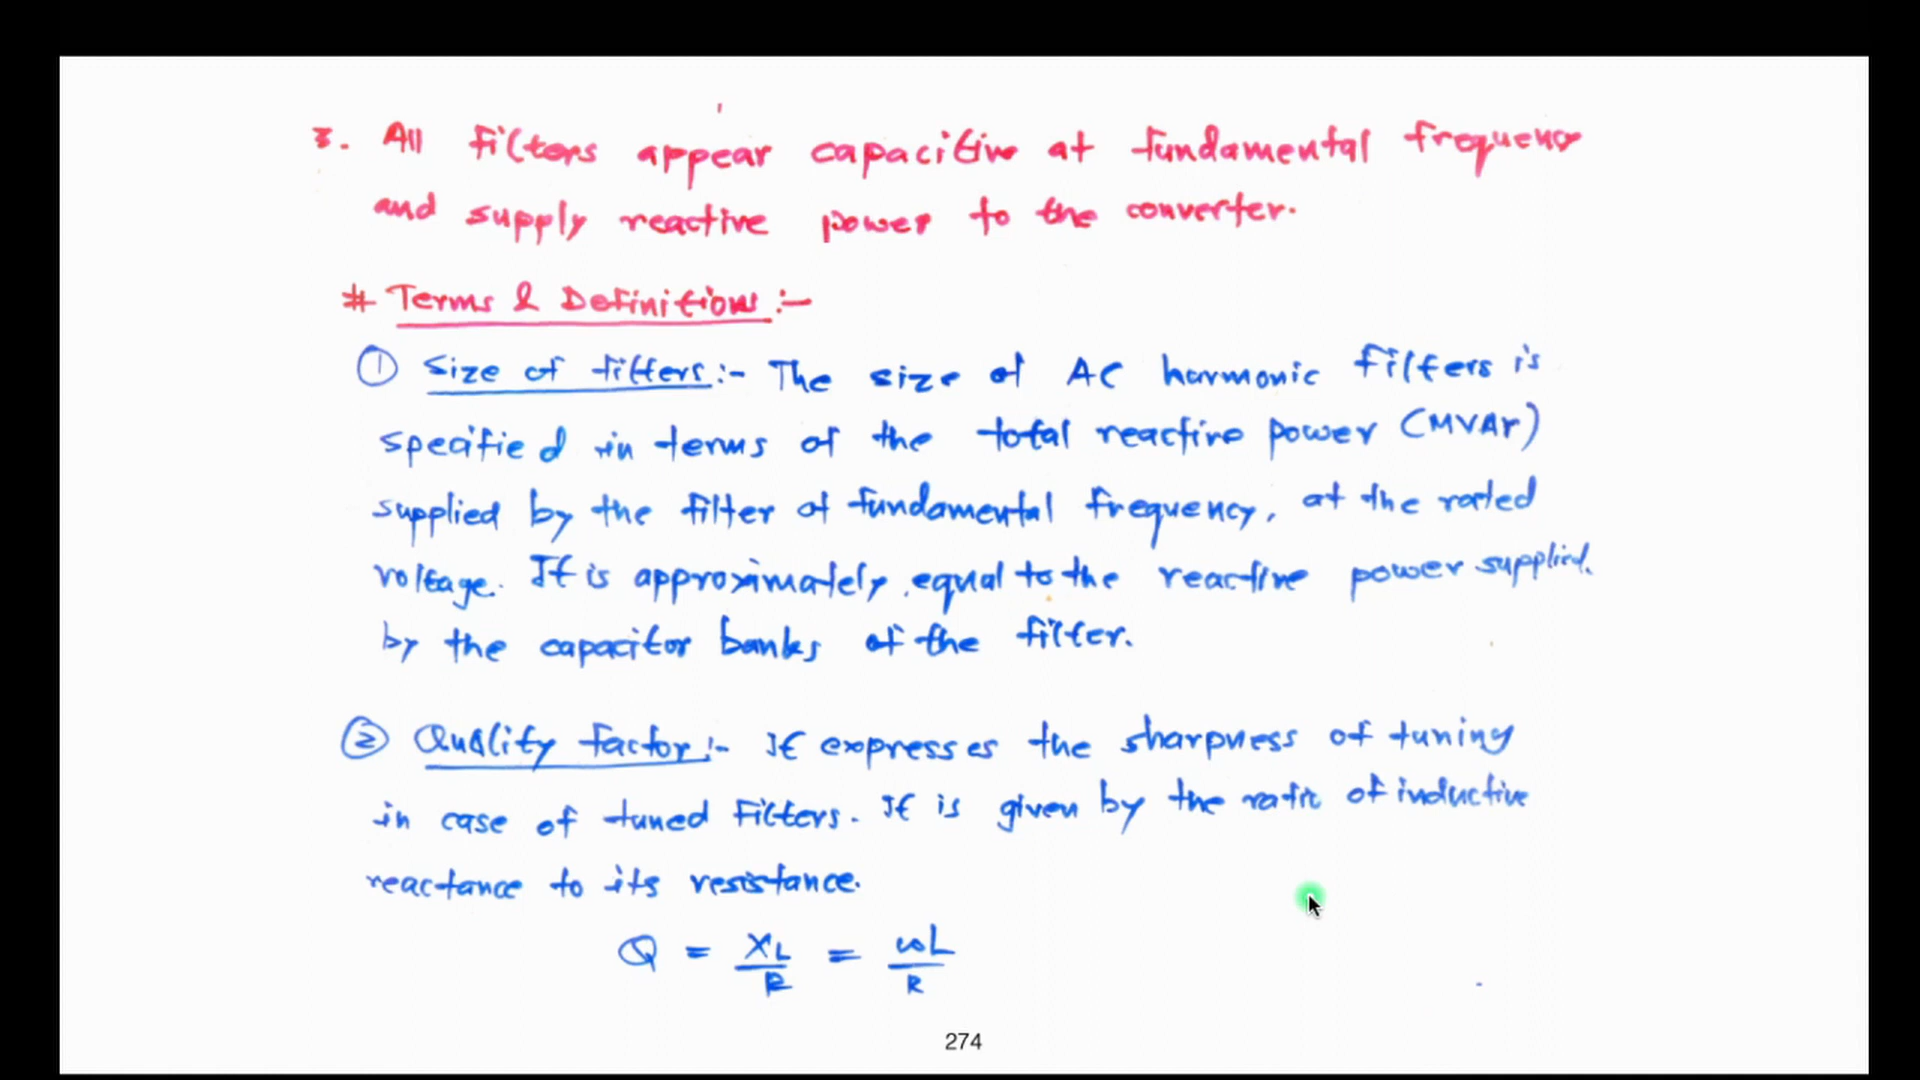 3. All filters appear capacitive at fundamental frequency
and supply reactive power to the converter.
# Terms & Definitions :-
① Size of filters :- The size of AC harmonic filters is
specified in terms of the total reactive power (MVAr)
supplied by the filter at fundamental frequency, at the rated
voltage. It is approximately equal to the reactive power supplied
by the capacitor banks of the filter.
② Quality factor :- It expresses the sharpness of tuning
in case of tuned filters. It is given by the ratio of inductive
reactance to its resistance.
Q = XL/R = ωL/R
274